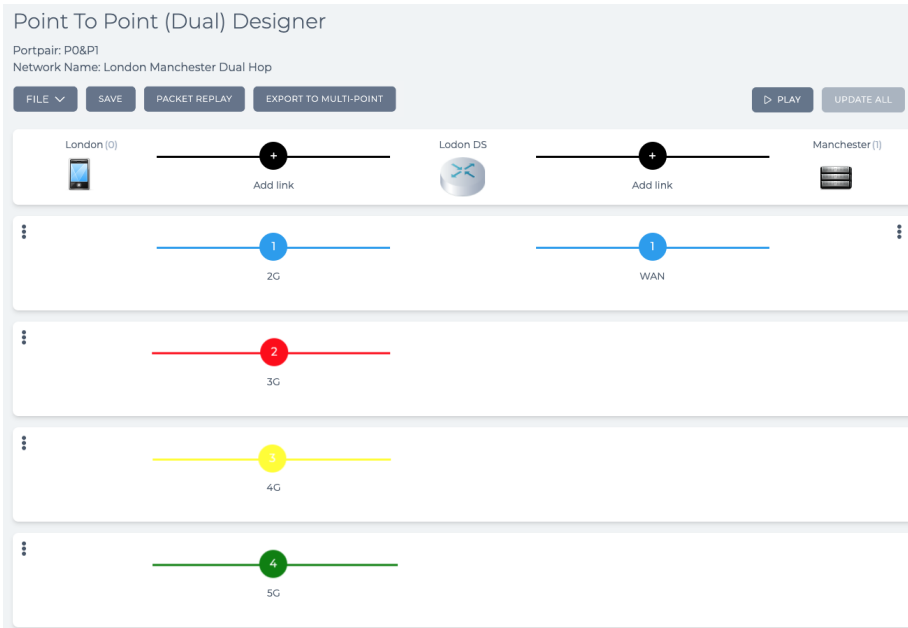 Point To Point (Dual) Designer
Portpair: P0&P1
Network Name: London Manchester Dual Hop
FILE SAVE PACKET REPLAY EXPORT TO MULTI-POINT PLAY UPDATE ALL
London (0) Lodon DS Manchester (1)
+ +
Add link Add link
1 1
2G WAN
2
3G
3
4G
4
5G